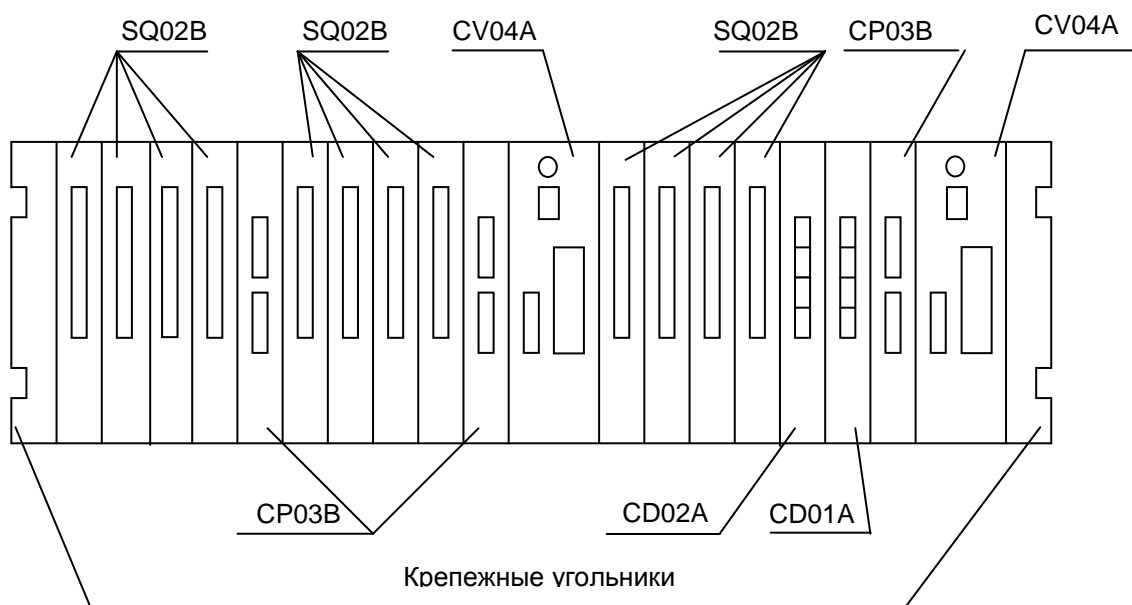 SQ02B SQ02B CV04A SQ02B CP03B CV04A
CP03B CD02A CD01A
Крепежные угольники